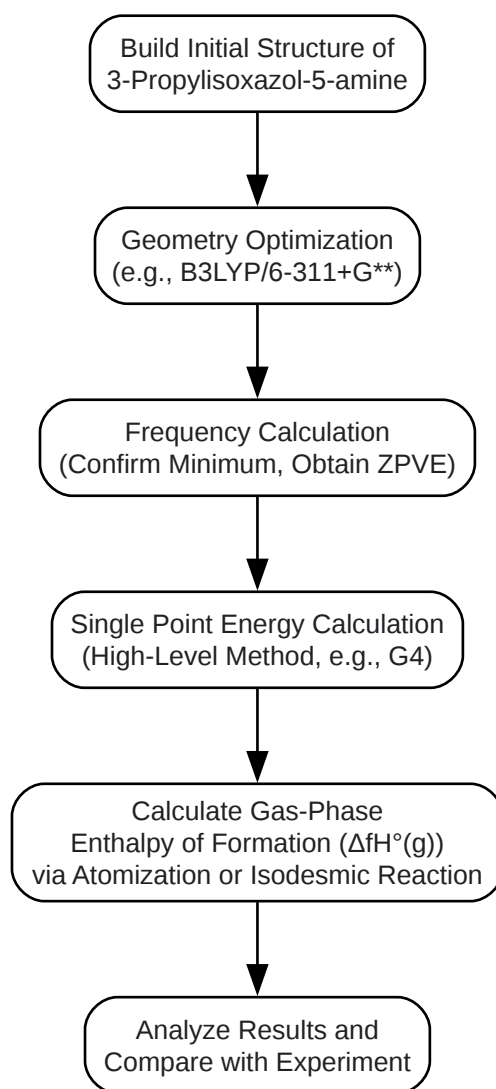 Build Initial Structure of
3-Propylisoxazol-5-amine
Geometry Optimization
(e.g., B3LYP/6-311+G**)
Frequency Calculation
(Confirm Minimum, Obtain ZPVE)
Single Point Energy Calculation
(High-Level Method, e.g., G4)
Calculate Gas-Phase
Enthalpy of Formation (ΔfH°(g))
via Atomization or Isodesmic Reaction
Analyze Results and
Compare with Experiment